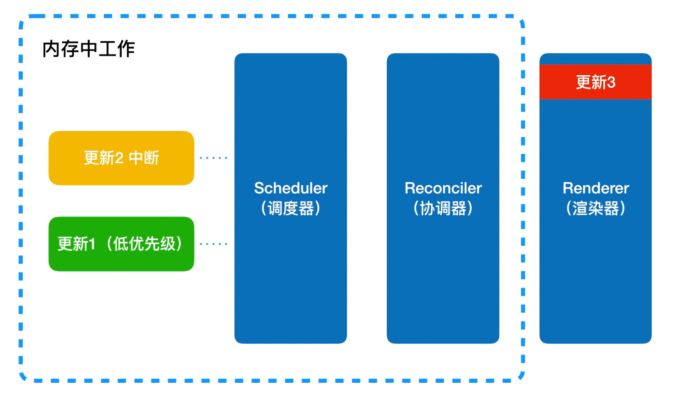 内存中工作
更新3
更新2 中断
更新1（低优先级）
Scheduler
（调度器）
Reconciler
（协调器）
Renderer
（渲染器）